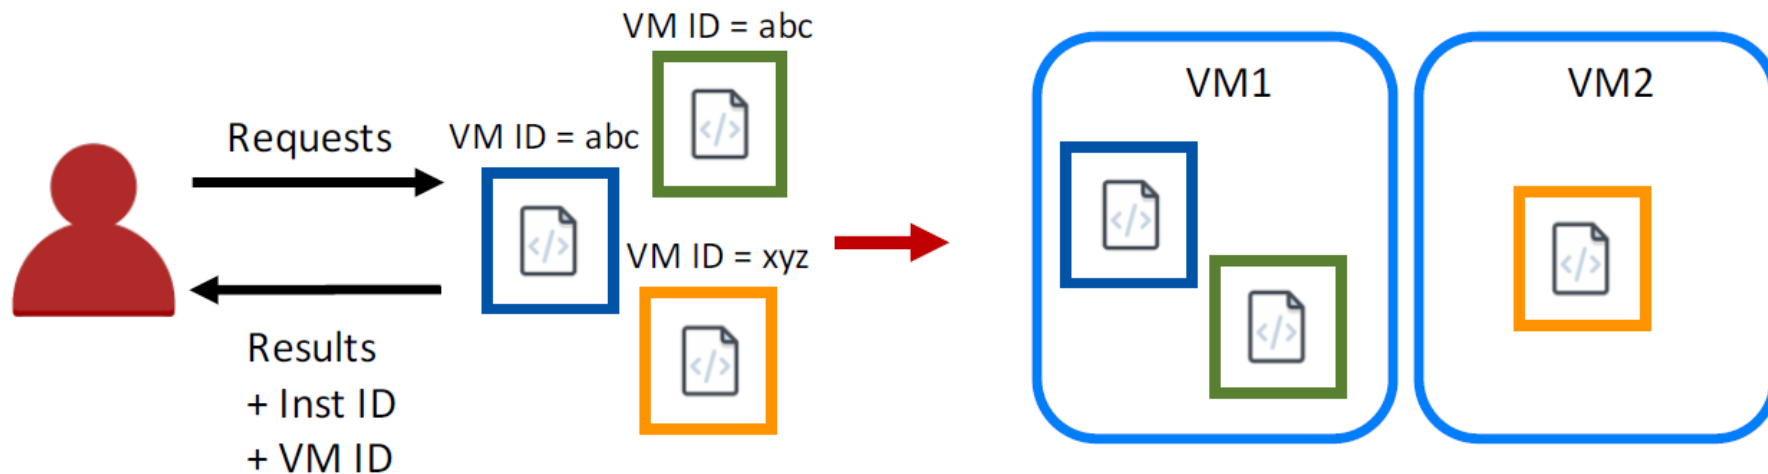 Requests
Results
+ Inst ID
+ VM ID
VM ID = abc
</>
VM ID = abc
</>
VM ID = xyz
</>
VM1
</>
</>
VM2
</>